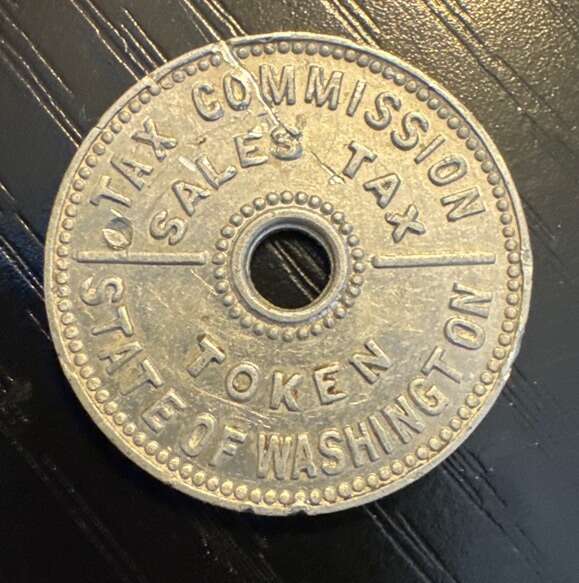 TAX COMMISSION
SALES TAX
TOKEN
STATE OF WASHINGTON